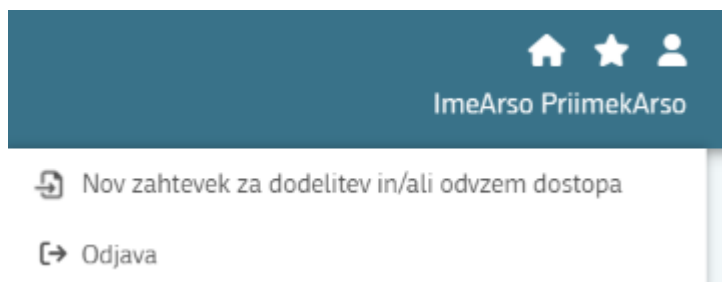 ImeArso PriimekArso
Nov zahtevek za dodelitev in/ali odvzem dostopa
Odjava